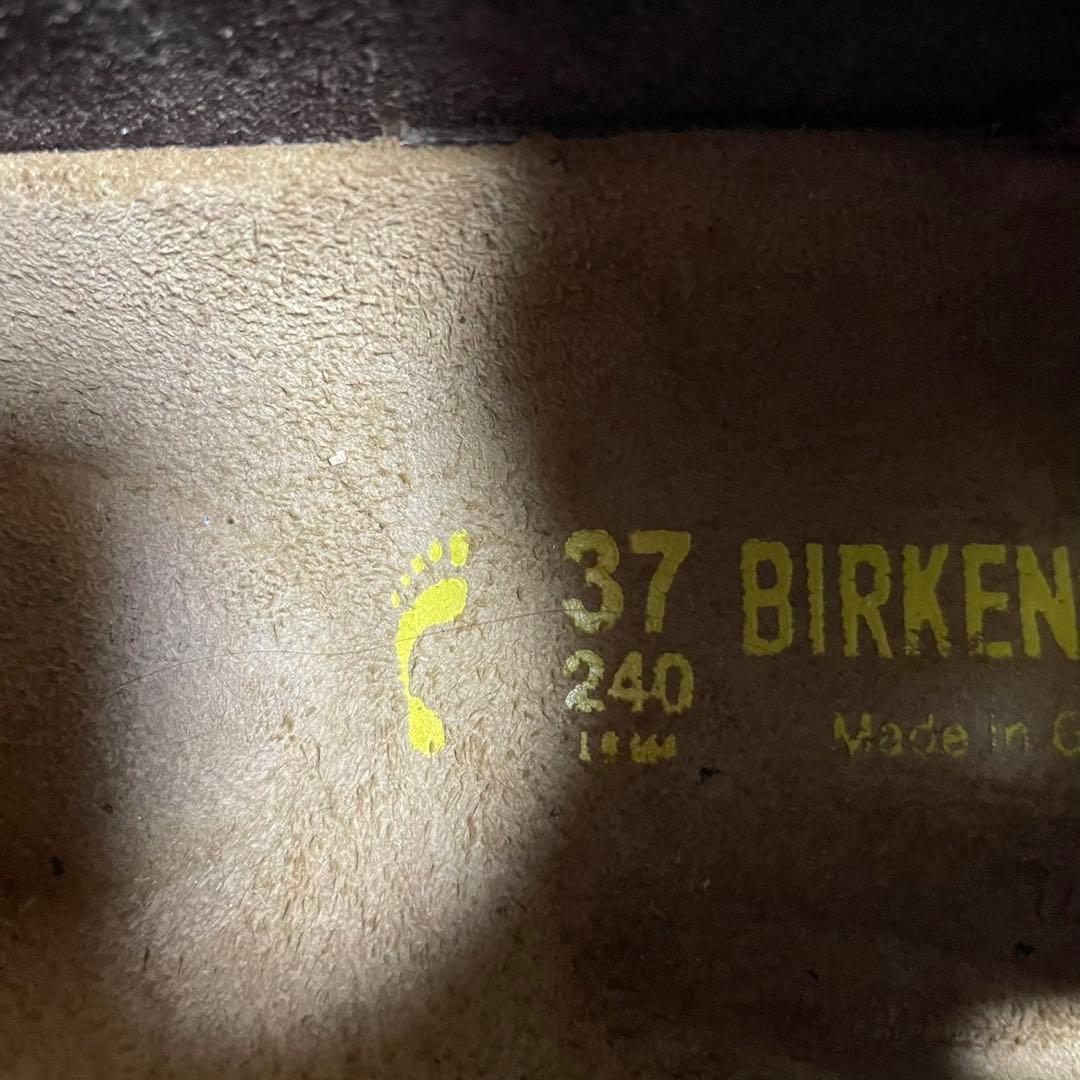 37 BIRKEN
240
Made in G